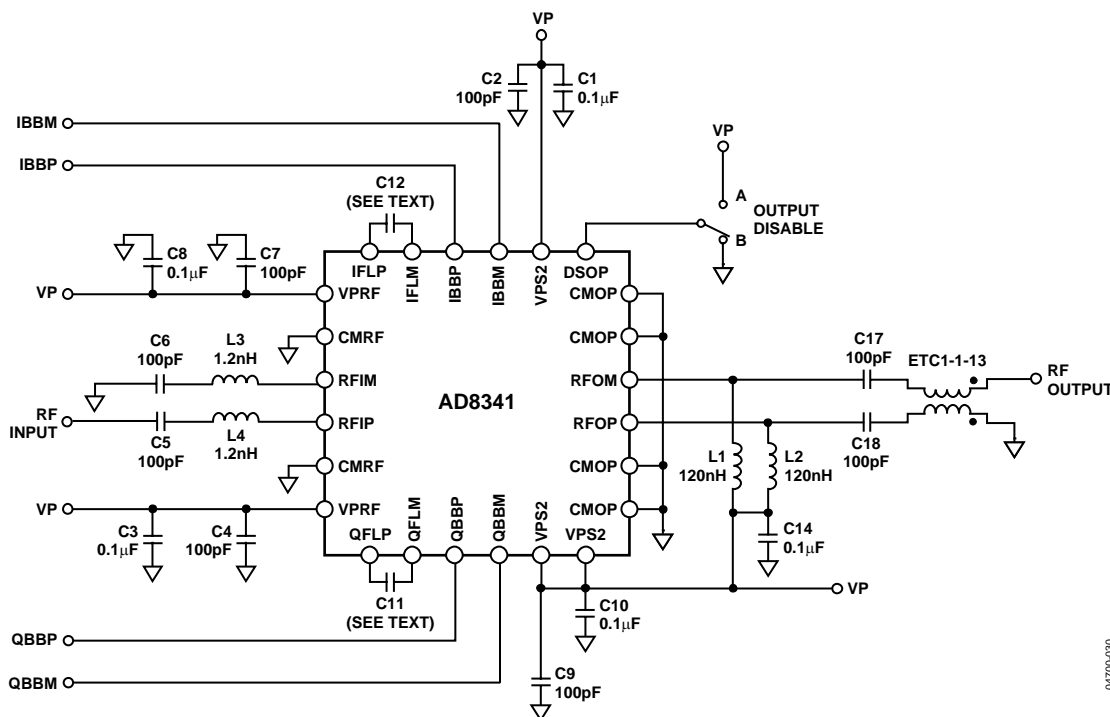 VP
C2
100pF
C1
0.1µF
IBBM
IBBP
VP
A
OUTPUT
DISABLE
B
C12
(SEE TEXT)
C8
0.1µF
C7
100pF
IFLP
IFLM
IBBP
IBBM
VPS2
DSOP
VP
VPRF
CMOP
CMRF
CMOP
C6
100pF
L3
1.2nH
RFIM
RFOM
C17
100pF
ETC1-1-13
RF
OUTPUT
AD8341
RF
INPUT
C5
100pF
L4
1.2nH
RFIP
RFOP
C18
100pF
L1
120nH
L2
120nH
CMRF
CMOP
VP
VPRF
CMOP
C3
0.1µF
C4
100pF
QFLP
QFLM
QBBP
QBBM
VPS2
VPS2
C14
0.1µF
C11
(SEE TEXT)
VP
C10
0.1µF
QBBP
QBBM
C9
100pF
04700-030